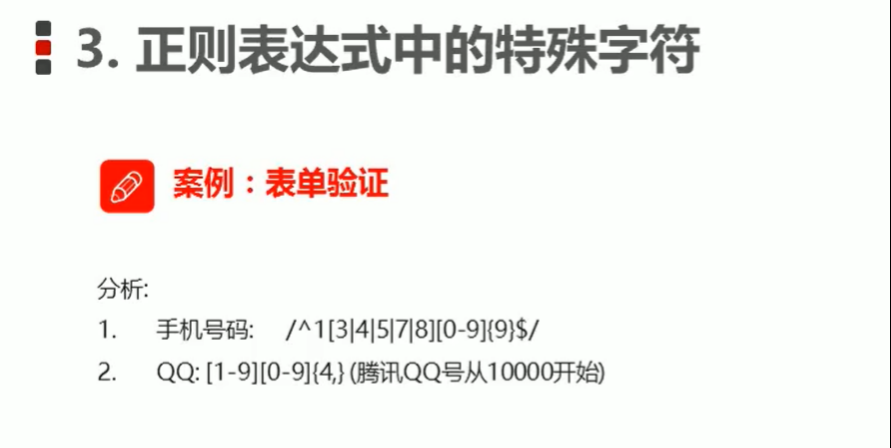 3. 正则表达式中的特殊字符
案例：表单验证
分析:
1. 手机号码: /^1[3|4|5|7|8][0-9]{9}$/
2. QQ: [1-9][0-9]{4,} (腾讯QQ号从10000开始)